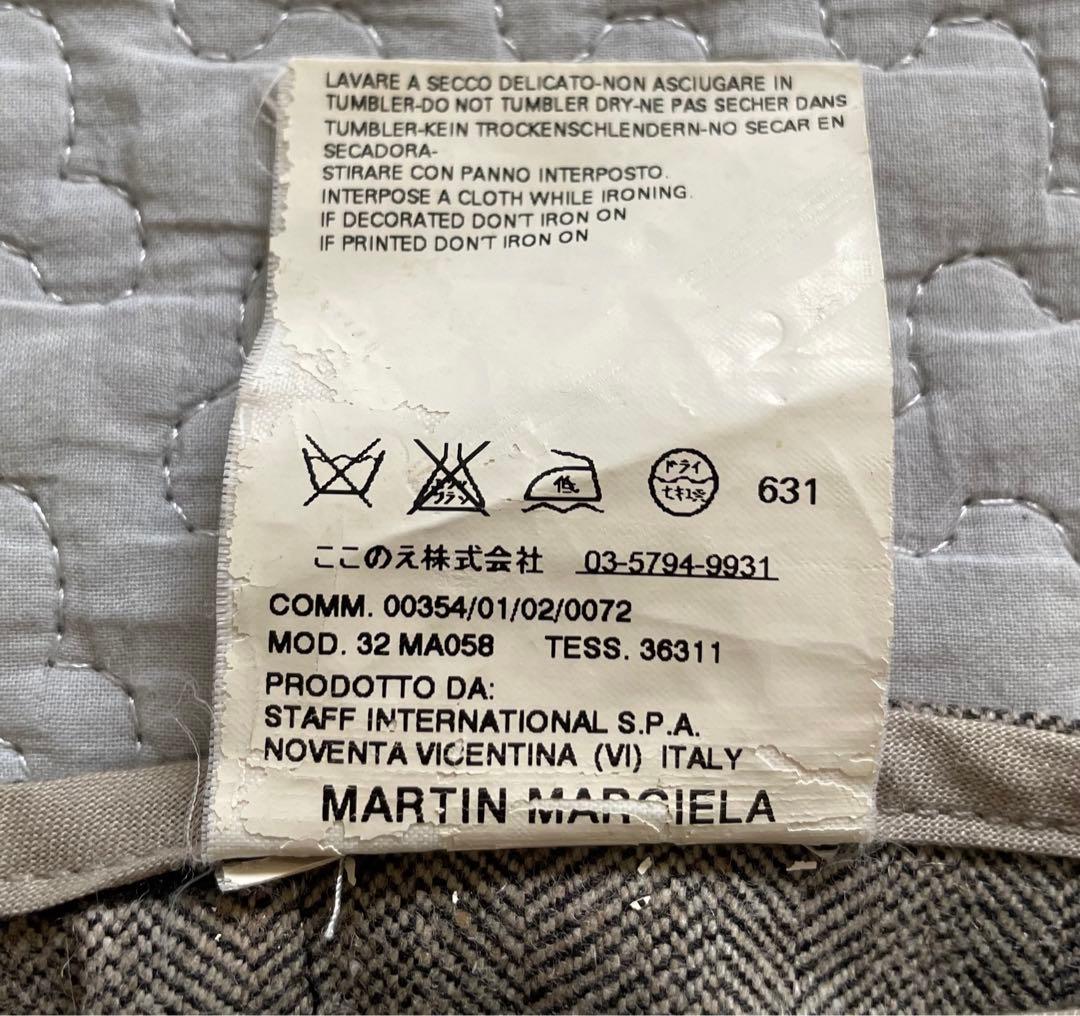 LAVARE A SECCO DELICATO-NON ASCIUGARE IN
TUMBLER-DO NOT TUMBLER DRY-NE PAS SECHER DANS
TUMBLER-KEIN TROCKENSCHLENDERN-NO SECAR EN
SECADORA-
STIRARE CON PANNO INTERPOSTO.
INTERPOSE A CLOTH WHILE IRONING.
IF DECORATED DON'T IRON ON
IF PRINTED DON'T IRON ON
低 ドライ 631
ここのえ株式会社 03-5794-9931
COMM. 00354/01/02/0072
MOD. 32 MA058 TESS. 36311
PRODOTTO DA:
STAFF INTERNATIONAL S.P.A.
NOVENTA VICENTINA (VI) ITALY
MARTIN MARGIELA